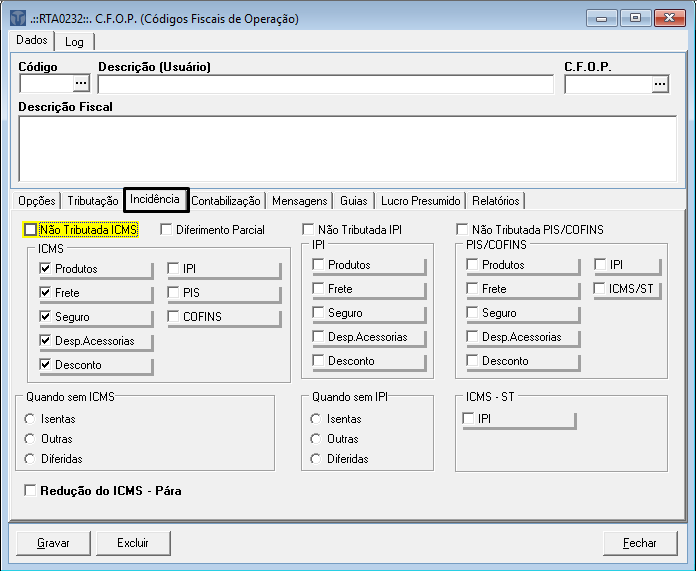 .::RTA0232::. C.F.O.P. (Códigos Fiscais de Operação)
Dados Log
Código Descrição (Usuário) C.F.O.P.
... ...
Descrição Fiscal
Opções Tributação Incidência Contabilização Mensagens Guias Lucro Presumido Relatórios
Não Tributada ICMS Diferimento Parcial Não Tributada IPI Não Tributada PIS/COFINS
ICMS IPI PIS/COFINS
Produtos IPI Produtos Produtos IPI
Frete PIS Frete Frete ICMS/ST
Seguro COFINS Seguro Seguro
Desp.Acessorias Desp.Acessorias Desp.Acessorias
Desconto Desconto Desconto
Quando sem ICMS Quando sem IPI ICMS - ST
Isentas Isentas IPI
Outras Outras
Diferidas Diferidas
Redução do ICMS - Pára
Gravar Excluir Fechar